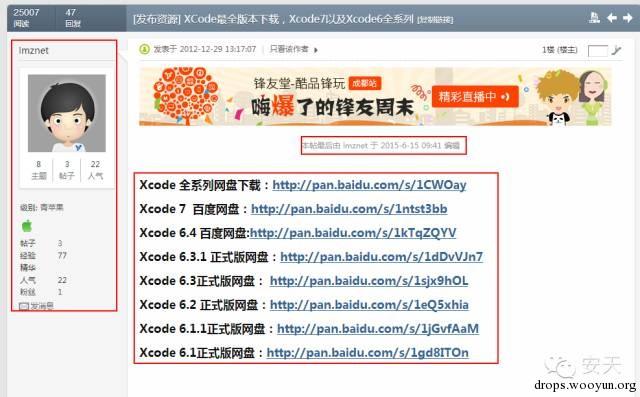 25007
阅读
47
回复
[发布资源] XCode最全版本下载，Xcode7以及Xcode6全系列 [复制链接]
lmznet
8 3 22
主题 帖子 人气
级别: 青苹果
帖子 3
经验 77
精华
人气 22
粉丝 1
发消息
发表于 2012-12-29 13:17:07 | 只看该作者
1楼 (楼主)
锋友堂-酷品锋玩 成都站
嗨爆了的锋友周末
精彩直播中
本帖最后由 lmznet 于 2015-6-15 09:41 编辑
Xcode 全系列网盘下载：http://pan.baidu.com/s/1CWOay
Xcode 7 百度网盘：http://pan.baidu.com/s/1ntst3bb
Xcode 6.4 百度网盘:http://pan.baidu.com/s/1kTqZQYV
Xcode 6.3.1 正式版网盘：http://pan.baidu.com/s/1dDvVJn7
Xcode 6.3正式版网盘： http://pan.baidu.com/s/1sjx9hOL
Xcode 6.2 正式版网盘：http://pan.baidu.com/s/1eQ5xhia
Xcode 6.1.1正式版网盘：http://pan.baidu.com/s/1jGvfAaM
Xcode 6.1正式版网盘：http://pan.baidu.com/s/1gd8ITOn
安天
drops.wooyun.org